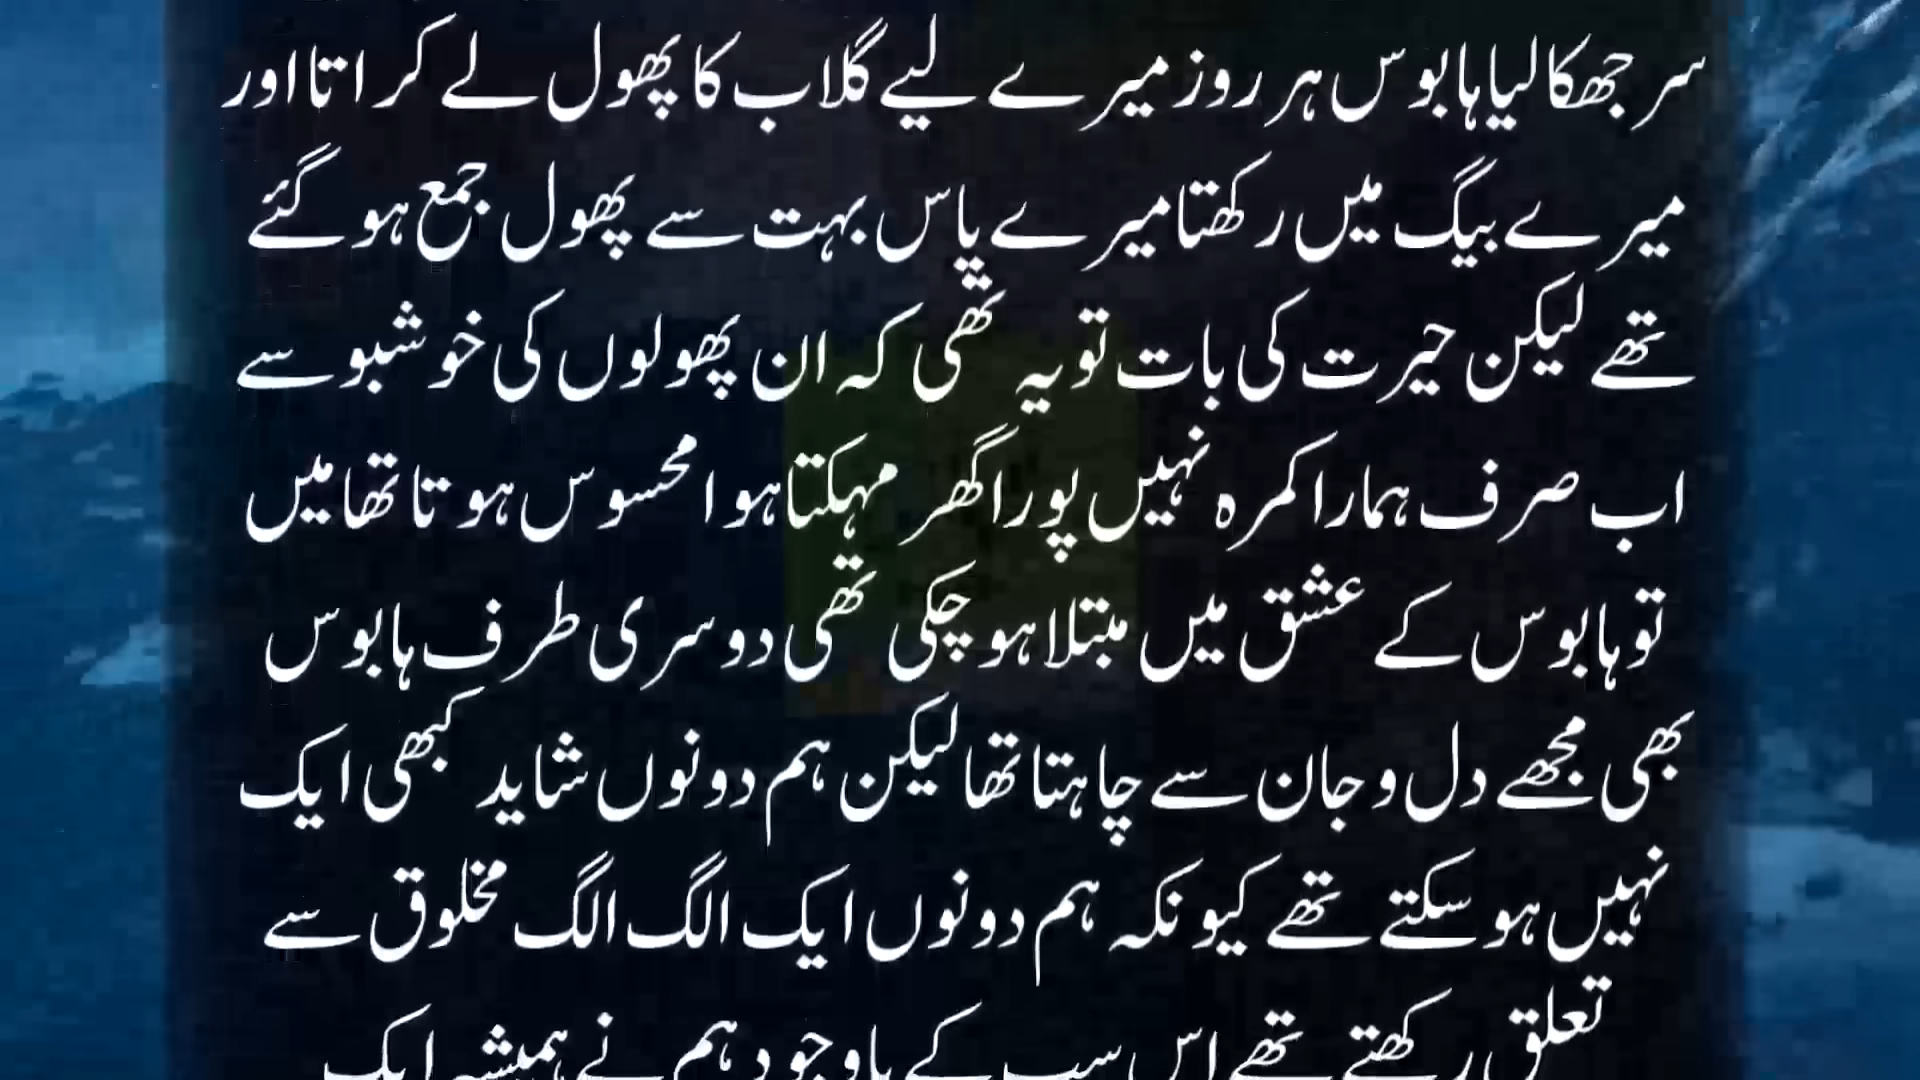 سر جھکا لیا ہابوس ہر روز میرے لیے گلاب کا پھول لے کر اتا اور
میرے بیگ میں رکھتا میرے پاس بہت سے پھول جمع ہو گئے
تھے لیکن حیرت کی بات تو یہ تھی کہ ان پھولوں کی خوشبو سے
اب صرف ہمارا کمرہ نہیں پورا گھر مہکتا ہوا محسوس ہوتا تھا میں
تو ہابوس کے عشق میں مبتلا ہو چکی تھی دوسری طرف ہابوس
بھی مجھے دل و جان سے چاہتا تھا لیکن ہم دونوں شاید کبھی ایک
نہیں ہو سکتے تھے کیونکہ ہم دونوں ایک الگ الگ مخلوق سے
تعلق رکھتے تھے اس سب کے باوجود ہم نے ہمیشہ ایک